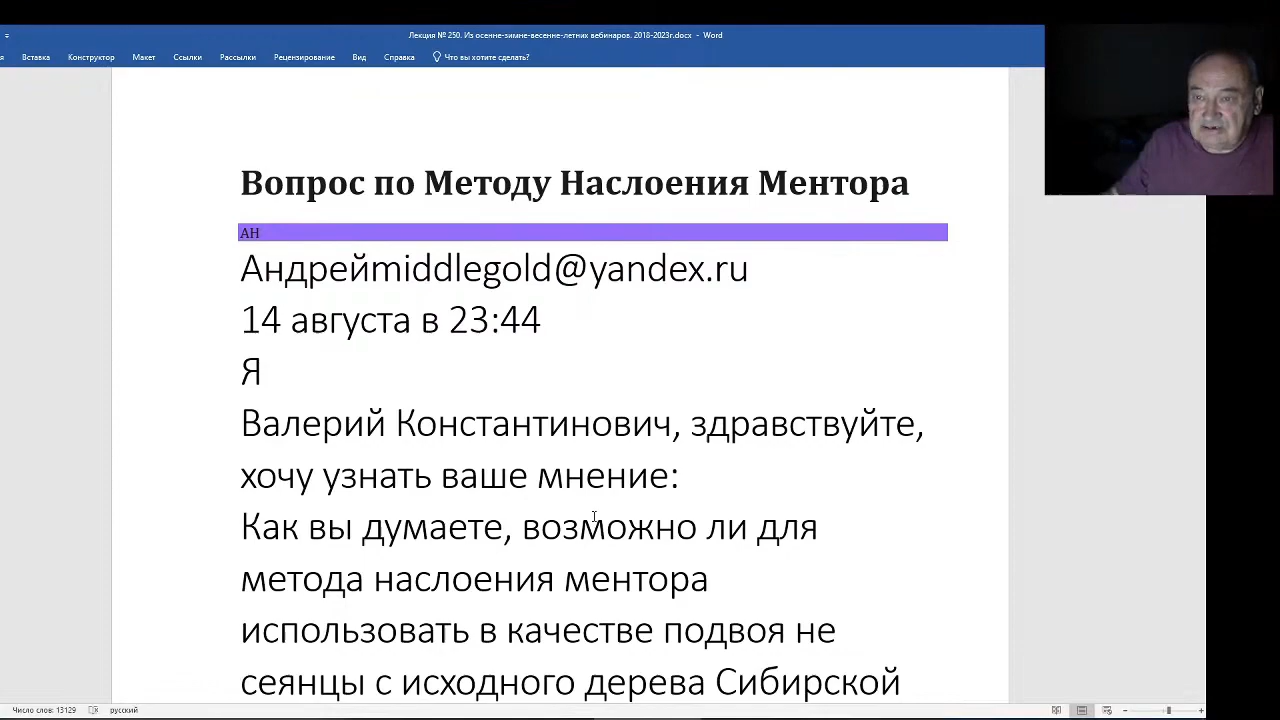 Лекция № 250. Из осенне-зимне-весенне-летних вебинаров. 2018-2023г.docx - Word
я Вставка Конструктор Макет Ссылки Рассылки Рецензирование Вид Справка Что вы хотите сделать?
Вопрос по Методу Наслоения Ментора
АН
Андрейmiddlegold@yandex.ru
14 августа в 23:44
Я
Валерий Константинович, здравствуйте,
хочу узнать ваше мнение:
Как вы думаете, возможно ли для
метода наслоения ментора
использовать в качестве подвоя не
сеянцы с исходного дерева Сибирской
Число слов: 13129 русский